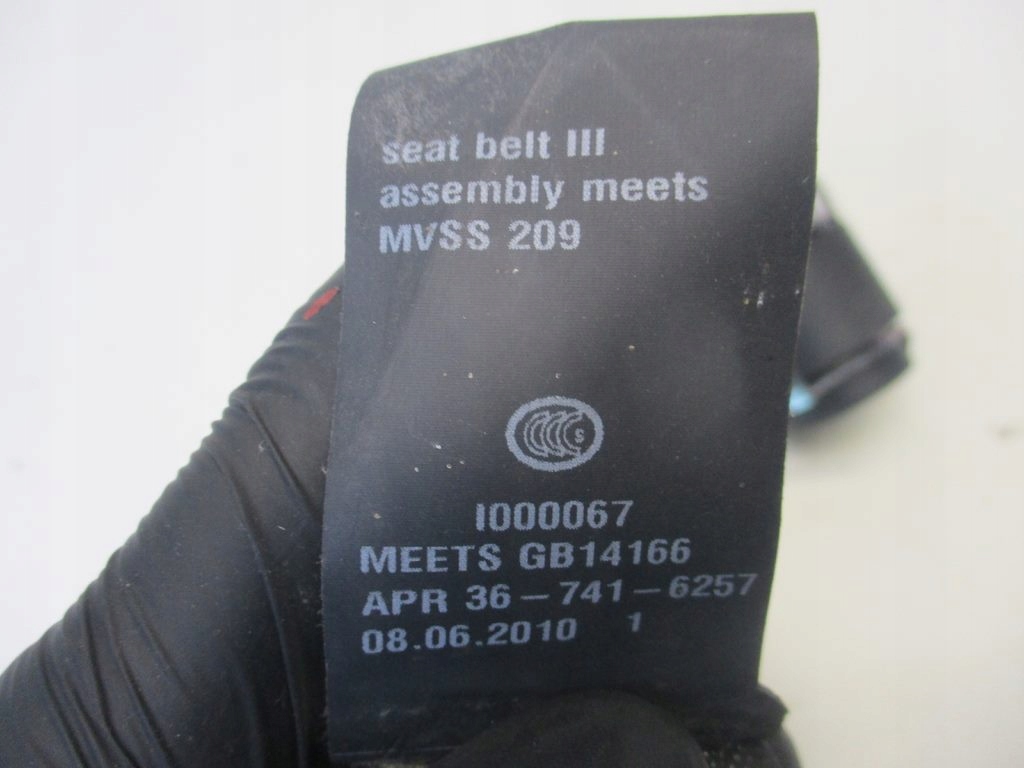 seat belt III
assembly meets
MVSS 209
S
I000067
MEETS GB14166
APR 36-741-6257
08.06.2010 1